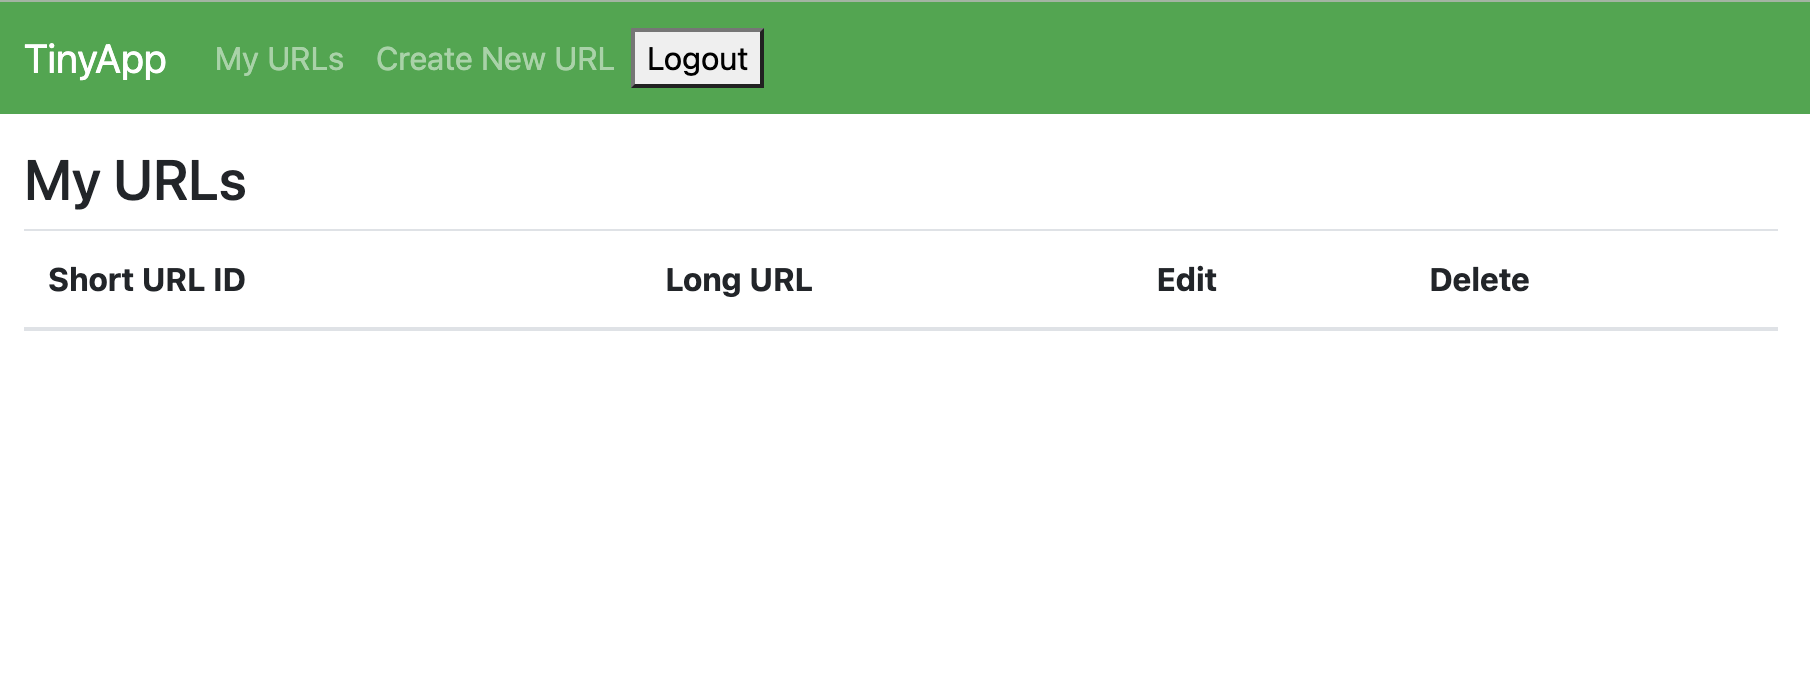 TinyApp My URLs Create New URL Logout
My URLs
Short URL ID Long URL Edit Delete